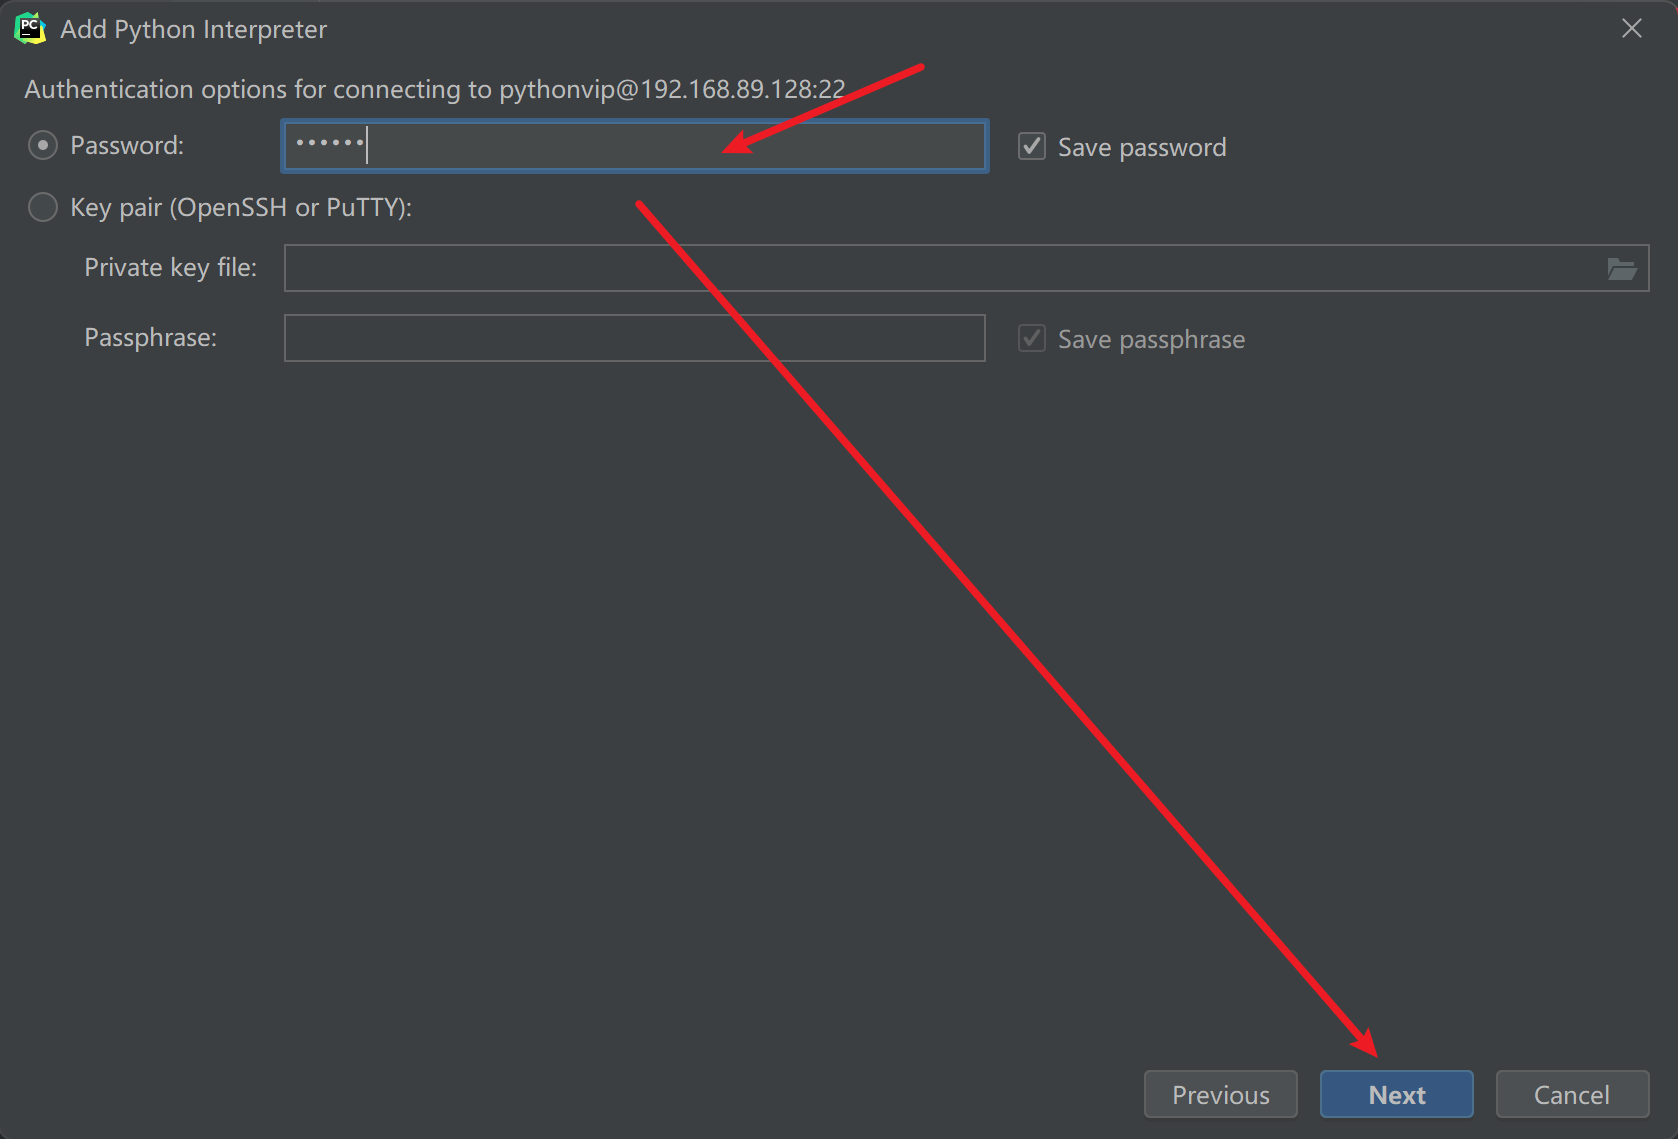 PC
Add Python Interpreter
Authentication options for connecting to pythonvip@192.168.89.128:22
Password: •••••• Save password
Key pair (OpenSSH or PuTTY):
Private key file:
Passphrase: Save passphrase
Previous Next Cancel